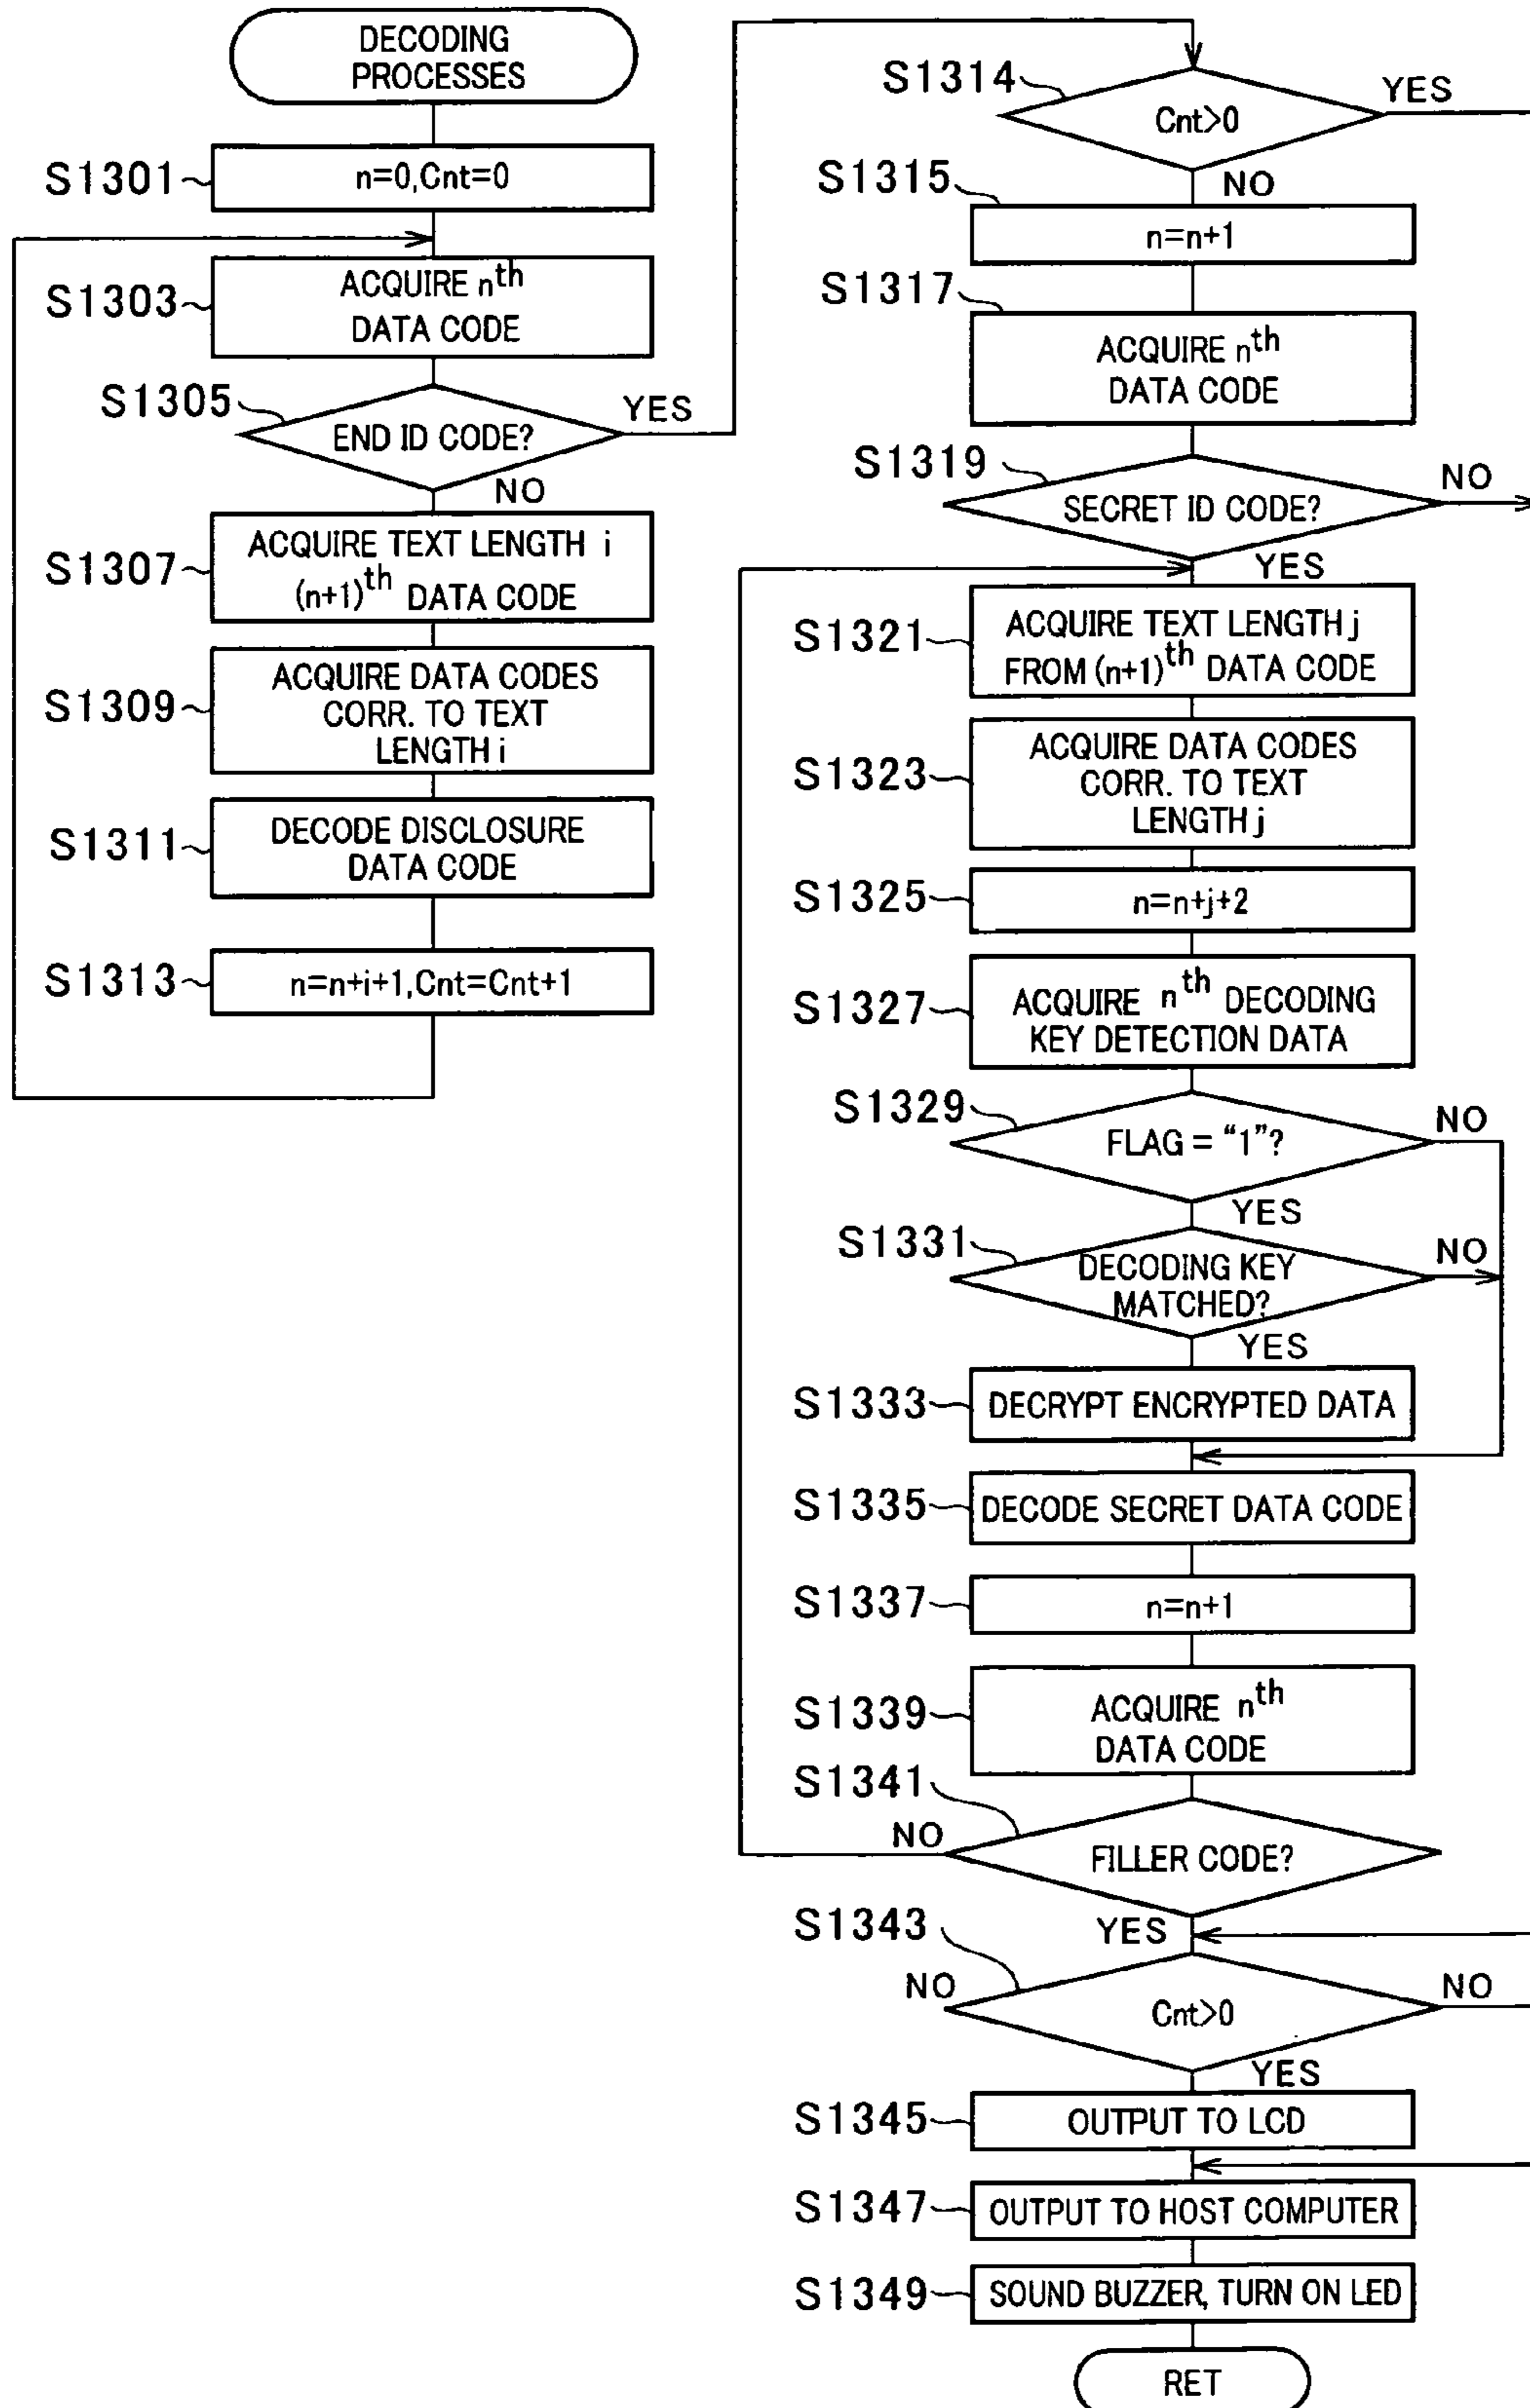 DECODING
PROCESSES
S1301
n=0,Cnt=0
S1303
ACQUIRE nth
DATA CODE
S1305
END ID CODE?
YES
NO
S1307
ACQUIRE TEXT LENGTH i
(n+1)th DATA CODE
S1309
ACQUIRE DATA CODES
CORR. TO TEXT
LENGTH i
S1311
DECODE DISCLOSURE
DATA CODE
S1313
n=n+i+1,Cnt=Cnt+1
S1314
Cnt>0
YES
NO
S1315
n=n+1
S1317
ACQUIRE nth
DATA CODE
S1319
SECRET ID CODE?
NO
YES
S1321
ACQUIRE TEXT LENGTH j
FROM (n+1)th DATA CODE
S1323
ACQUIRE DATA CODES
CORR. TO TEXT
LENGTH j
S1325
n=n+j+2
S1327
ACQUIRE nth DECODING
KEY DETECTION DATA
S1329
FLAG = “1”?
NO
YES
S1331
DECODING KEY
MATCHED?
NO
YES
S1333
DECRYPT ENCRYPTED DATA
S1335
DECODE SECRET DATA CODE
S1337
n=n+1
S1339
ACQUIRE nth
DATA CODE
S1341
NO
FILLER CODE?
YES
S1343
NO
Cnt>0
NO
YES
S1345
OUTPUT TO LCD
S1347
OUTPUT TO HOST COMPUTER
S1349
SOUND BUZZER, TURN ON LED
RET